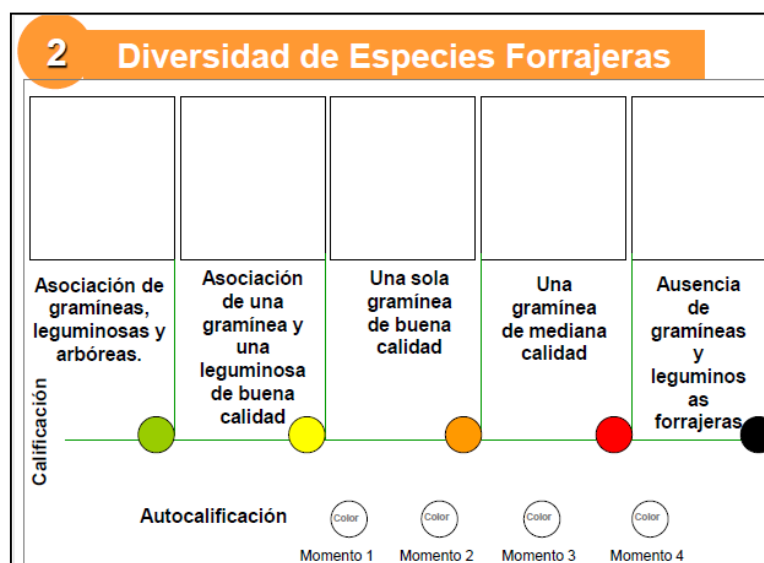 2
Diversidad de Especies Forrajeras
Asociación de
gramíneas,
leguminosas y
arbóreas.
Asociación
de una
gramínea y
una
leguminosa
de buena
calidad
Una sola
gramínea
de buena
calidad
Una
gramínea
de mediana
calidad
Ausencia
de
gramíneas
y
leguminos
as
forrajeras
Calificación
Autocalificación
Color
Color
Color
Color
Momento 1
Momento 2
Momento 3
Momento 4